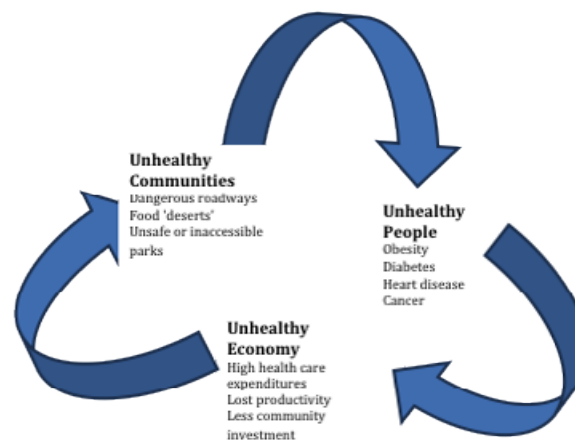 Unhealthy
Communities
Dangerous roadways
Food 'deserts'
Unsafe or inaccessible
parks
Unhealthy
People
Obesity
Diabetes
Heart disease
Cancer
Unhealthy
Economy
High health care
expenditures
Lost productivity
Less community
investment